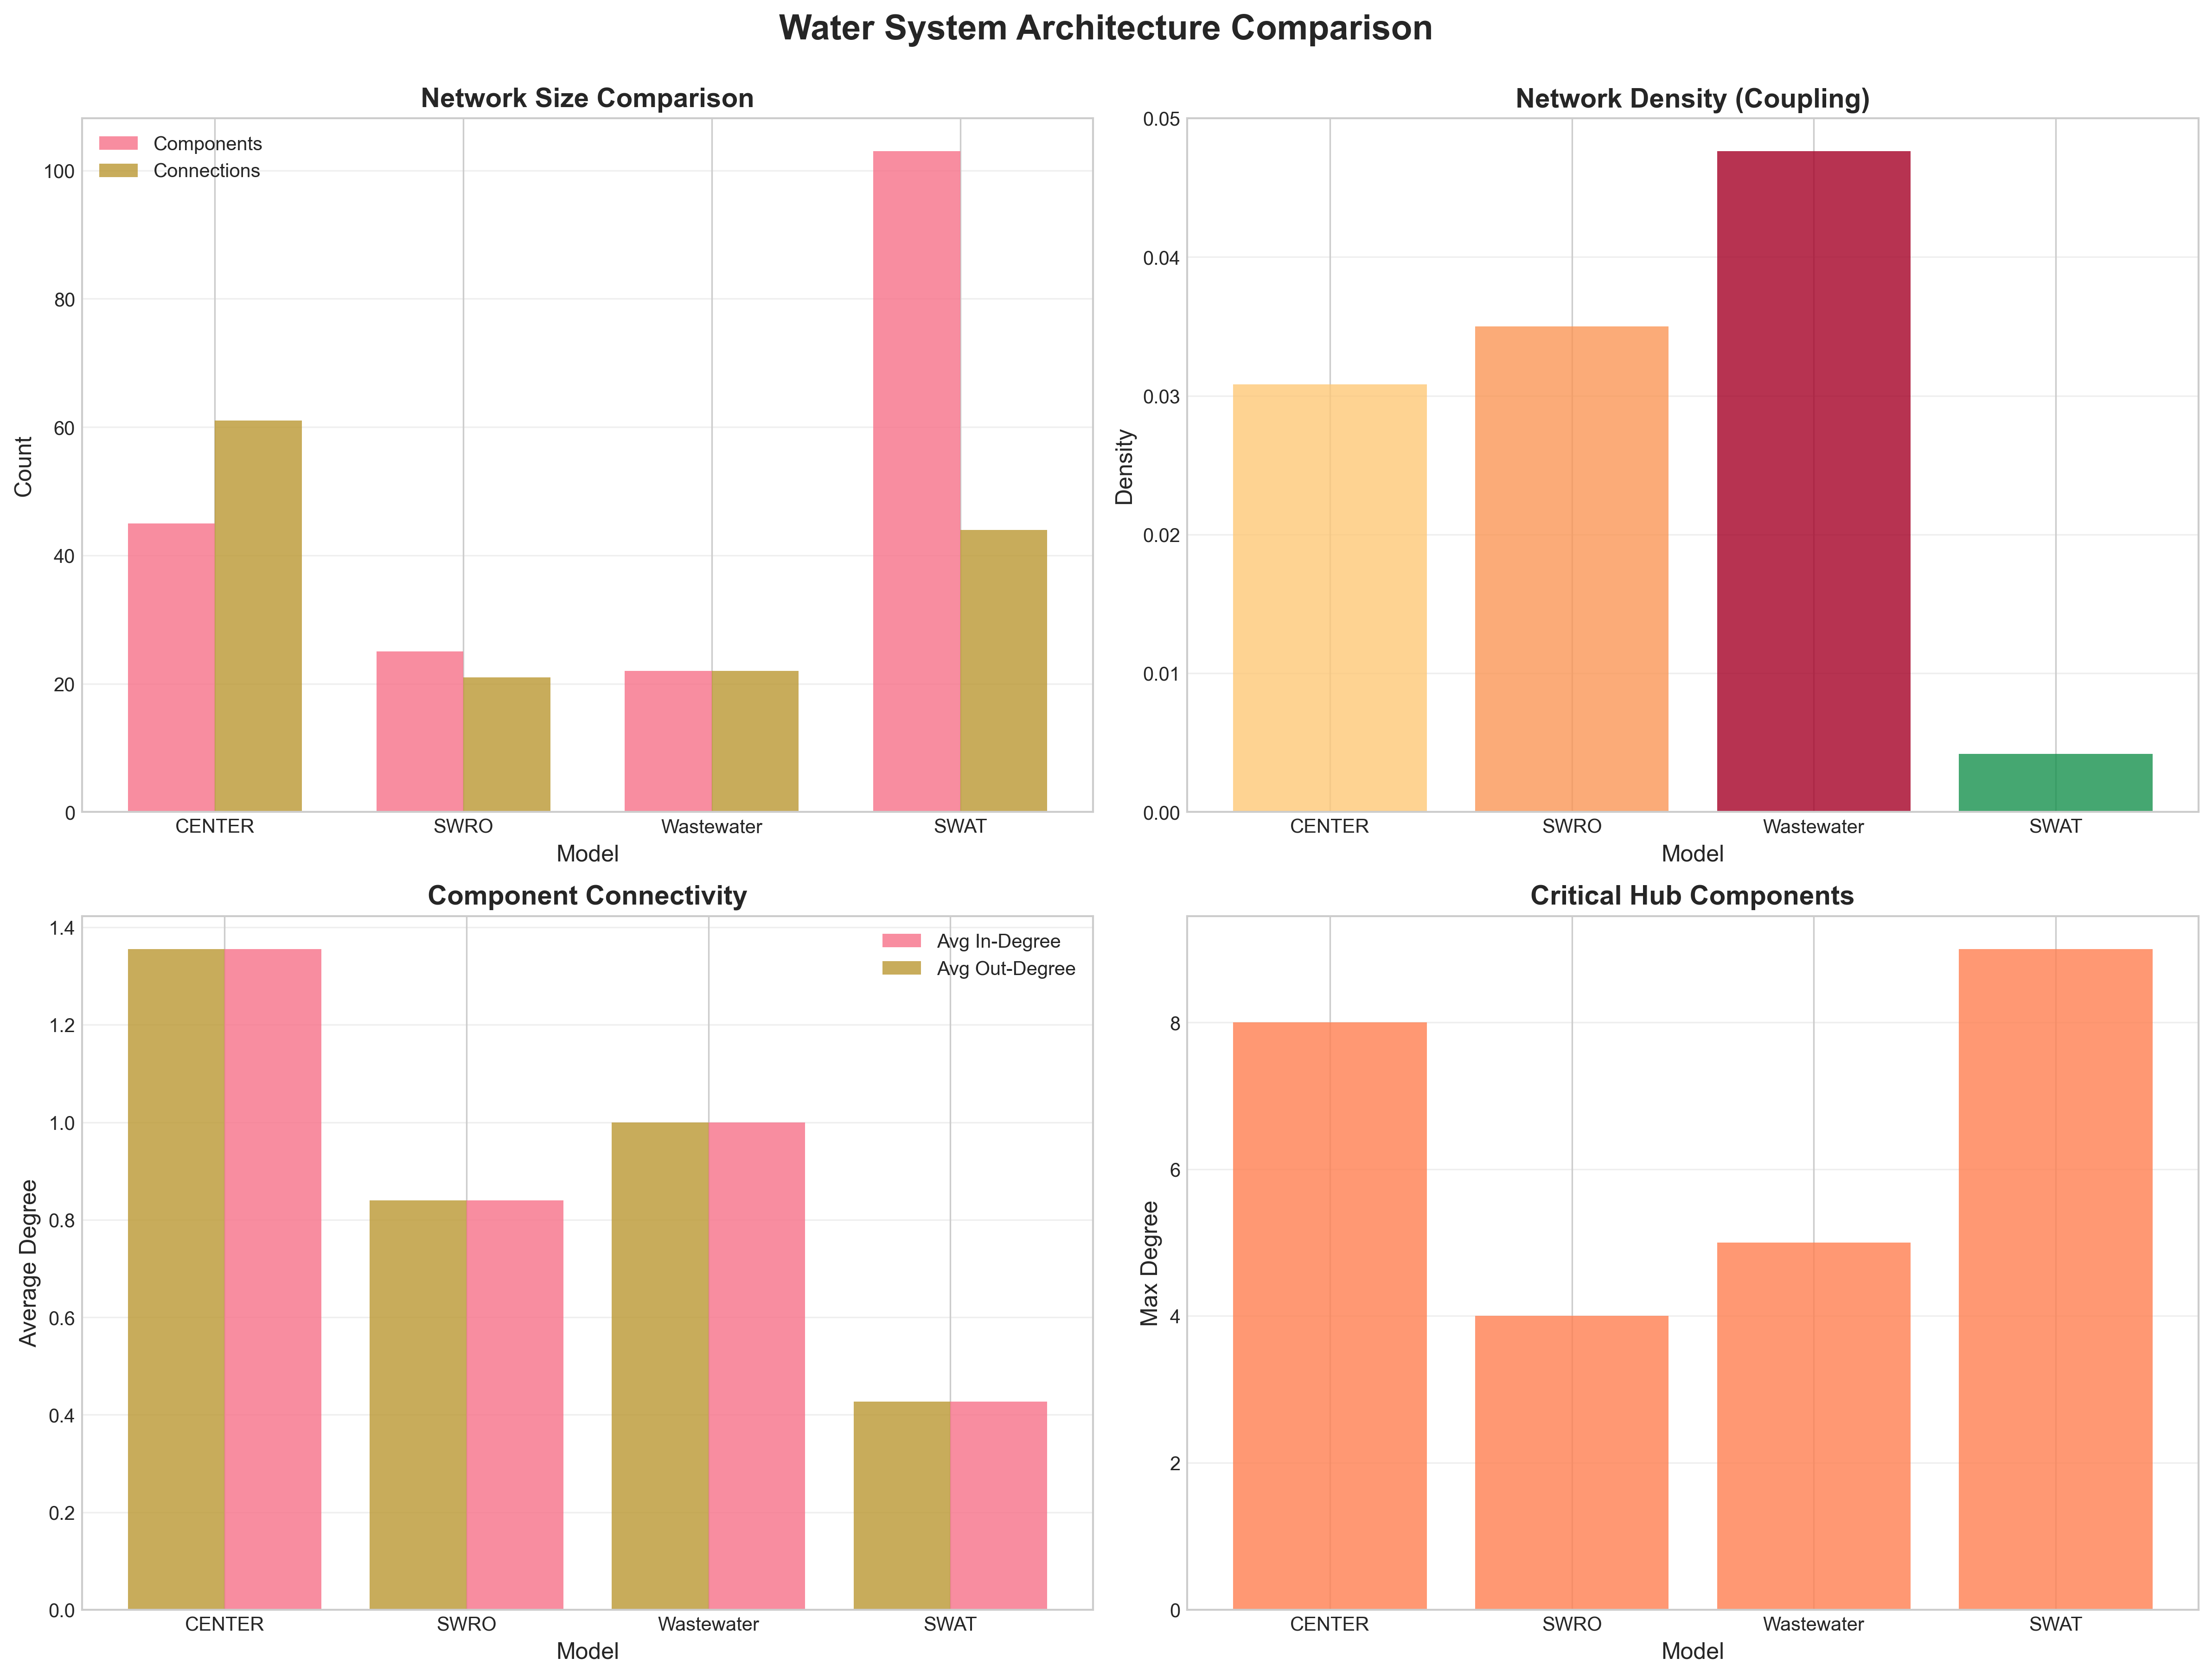 Water System Architecture Comparison
Network Size Comparison
Components
Connections
100
80
60
40
20
0
Count
CENTER
SWRO
Wastewater
SWAT
Model
Network Density (Coupling)
0.05
0.04
0.03
0.02
0.01
0.00
Density
CENTER
SWRO
Wastewater
SWAT
Model
Component Connectivity
Avg In-Degree
Avg Out-Degree
1.4
1.2
1.0
0.8
0.6
0.4
0.2
0.0
Average Degree
CENTER
SWRO
Wastewater
SWAT
Model
Critical Hub Components
8
6
4
2
0
Max Degree
CENTER
SWRO
Wastewater
SWAT
Model